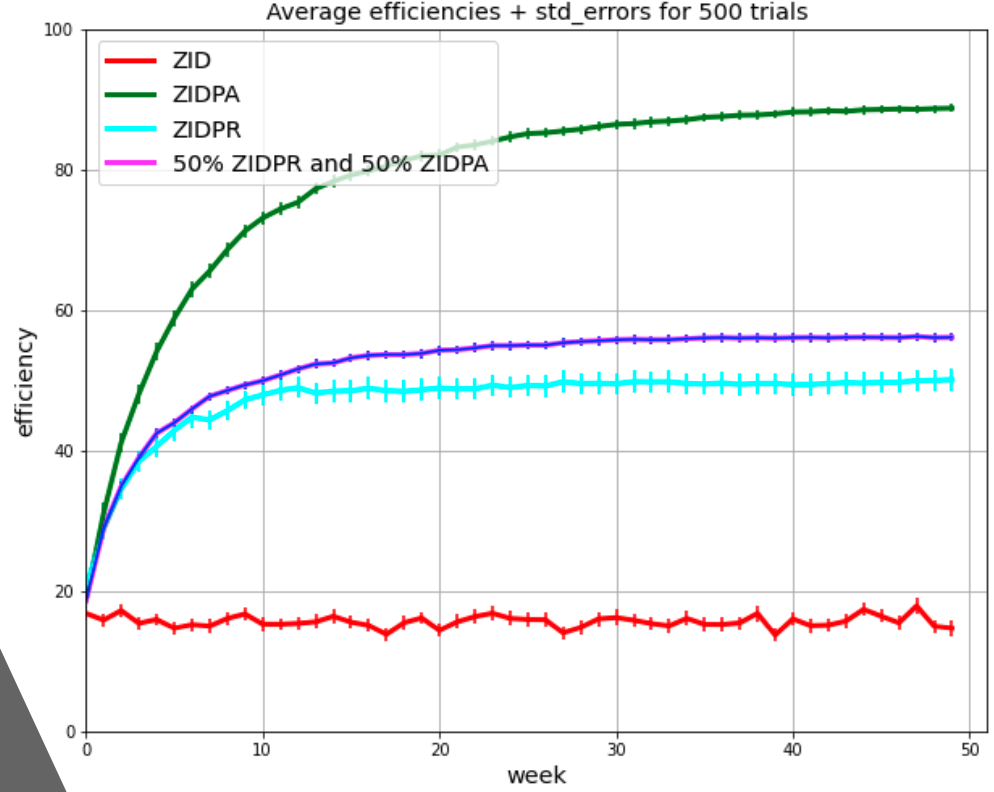 Average efficiencies + std_errors for 500 trials
100
80
60
40
20
0
efficiency
ZID
ZIDPA
ZIDPR
50% ZIDPR and 50% ZIDPA
0 10 20 30 40 50
week